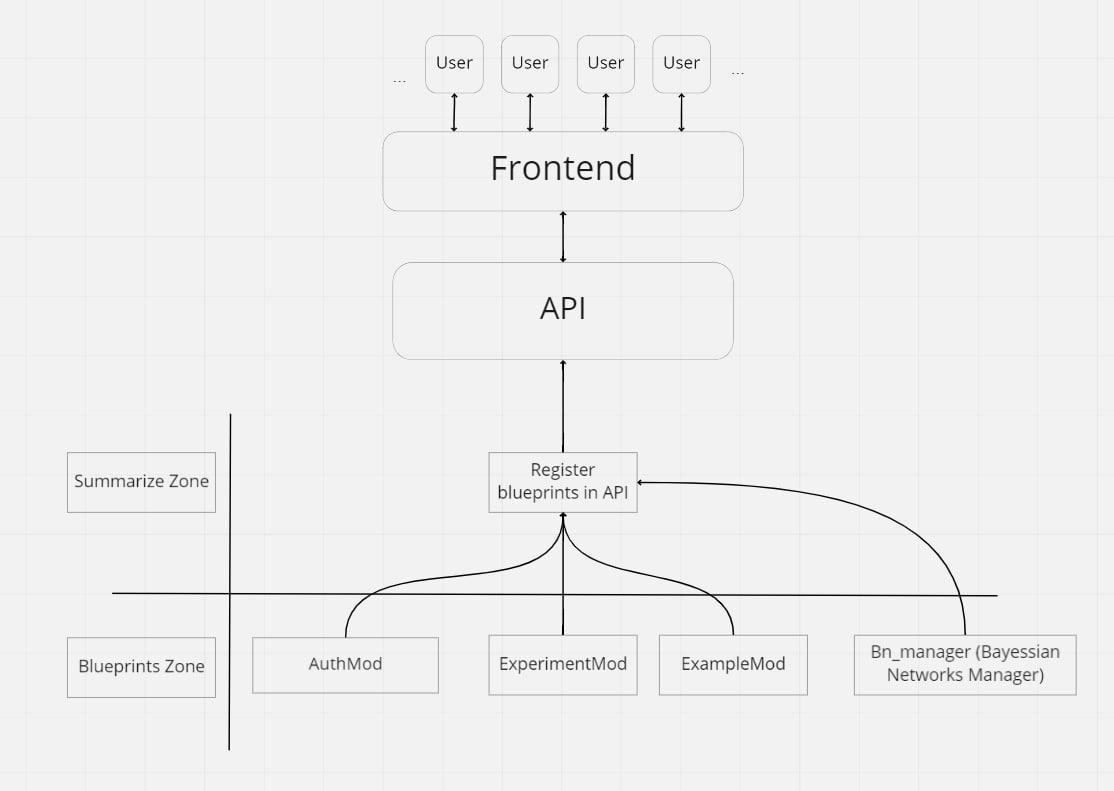 ... User User User User ...
Frontend
API
Summarize Zone
Register
blueprints in API
Blueprints Zone
AuthMod
ExperimentMod
ExampleMod
Bn_manager (Bayessian
Networks Manager)